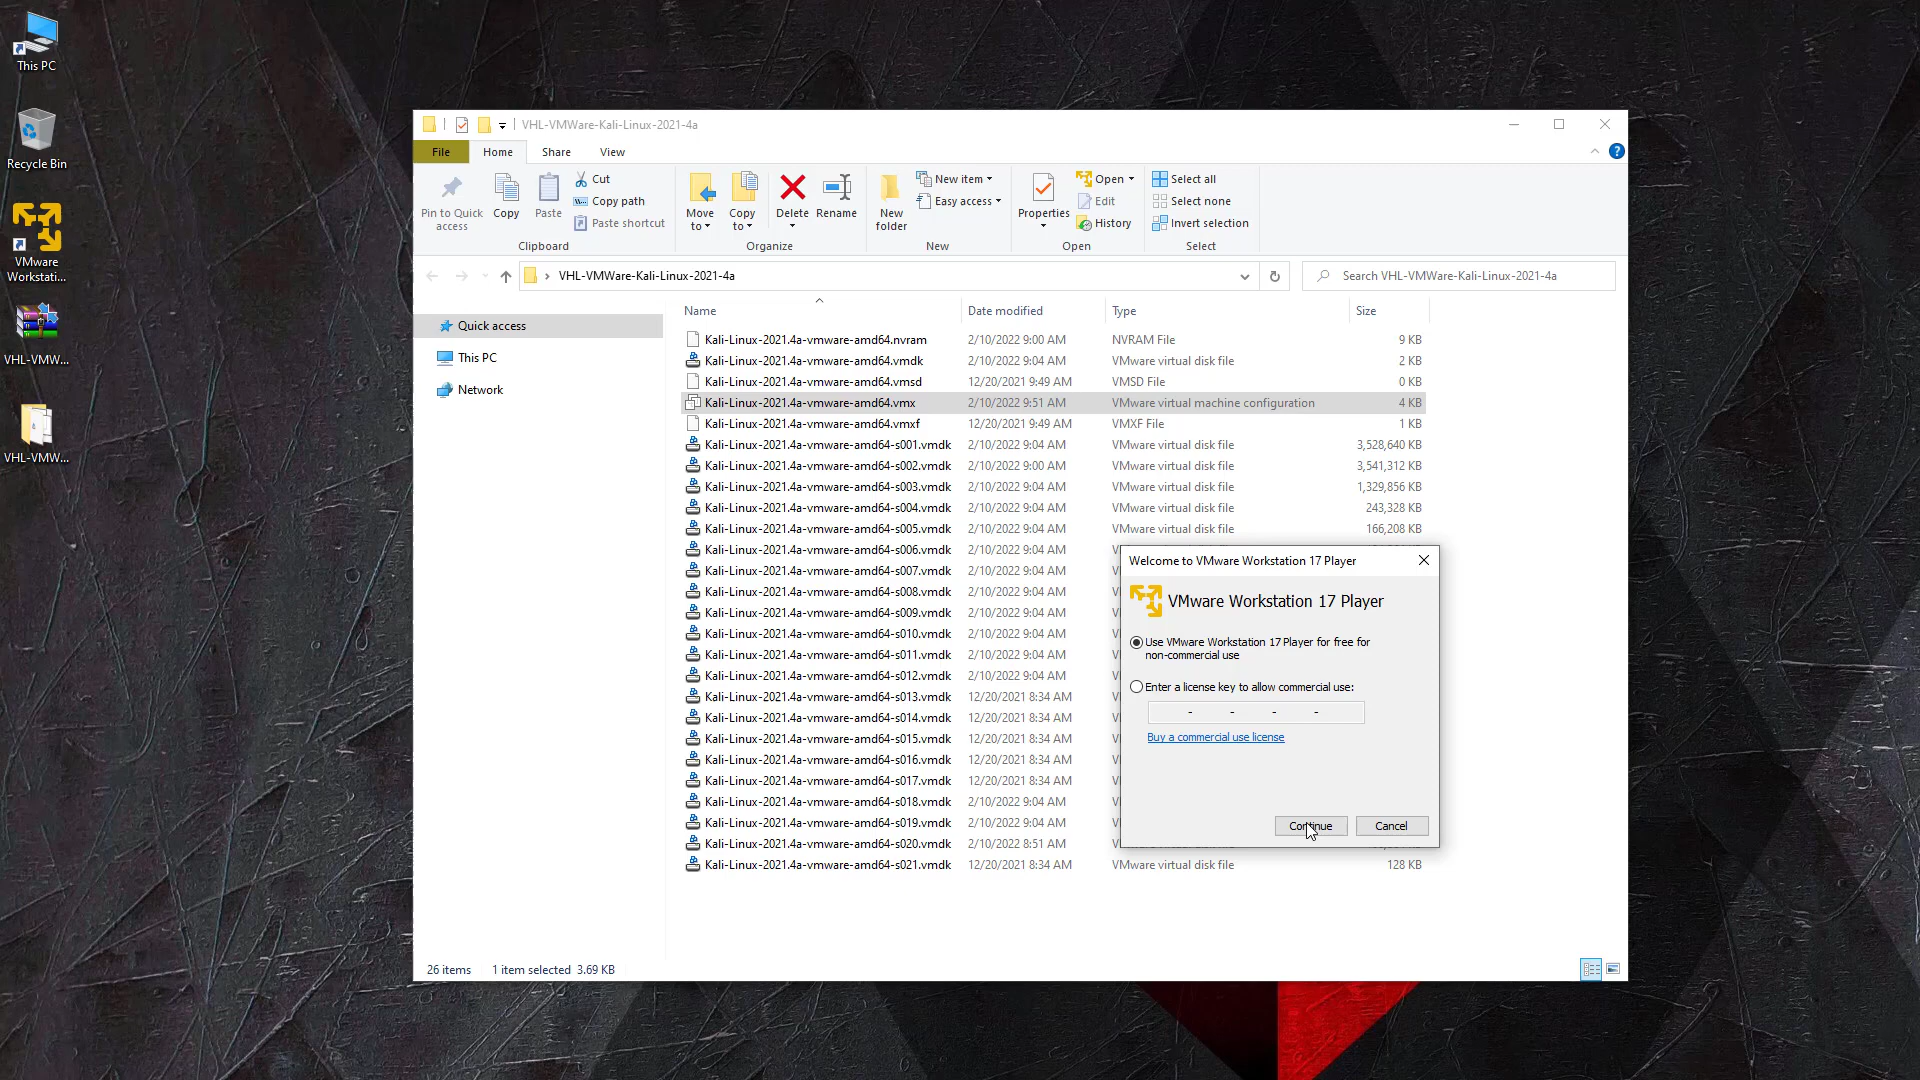 This PC
Recycle Bin
VMware
Workstati...
VHL-VMW...
VHL-VMW...
VHL-VMWare-Kali-Linux-2021-4a
File
Home
Share
View
Pin to Quick
access
Copy
Paste
Cut
Copy path
Paste shortcut
Clipboard
Move
to
Copy
to
Delete
Rename
Organize
New
folder
New item
Easy access
New
Properties
Open
Edit
History
Open
Select all
Select none
Invert selection
Select
VHL-VMWare-Kali-Linux-2021-4a
Search VHL-VMWare-Kali-Linux-2021-4a
Quick access
This PC
Network
Name Date modified Type Size
Kali-Linux-2021.4a-vmware-amd64.nvram 2/10/2022 9:00 AM NVRAM File 9 KB
Kali-Linux-2021.4a-vmware-amd64.vmdk 2/10/2022 9:04 AM VMware virtual disk file 2 KB
Kali-Linux-2021.4a-vmware-amd64.vmsd 12/20/2021 9:49 AM VMSD File 0 KB
Kali-Linux-2021.4a-vmware-amd64.vmx 2/10/2022 9:51 AM VMware virtual machine configuration 4 KB
Kali-Linux-2021.4a-vmware-amd64.vmxf 12/20/2021 9:49 AM VMXF File 1 KB
Kali-Linux-2021.4a-vmware-amd64-s001.vmdk 2/10/2022 9:04 AM VMware virtual disk file 3,528,640 KB
Kali-Linux-2021.4a-vmware-amd64-s002.vmdk 2/10/2022 9:00 AM VMware virtual disk file 3,541,312 KB
Kali-Linux-2021.4a-vmware-amd64-s003.vmdk 2/10/2022 9:04 AM VMware virtual disk file 1,329,856 KB
Kali-Linux-2021.4a-vmware-amd64-s004.vmdk 2/10/2022 9:04 AM VMware virtual disk file 243,328 KB
Kali-Linux-2021.4a-vmware-amd64-s005.vmdk 2/10/2022 9:04 AM VMware virtual disk file 166,208 KB
Kali-Linux-2021.4a-vmware-amd64-s006.vmdk 2/10/2022 9:04 AM
Kali-Linux-2021.4a-vmware-amd64-s007.vmdk 2/10/2022 9:04 AM
Kali-Linux-2021.4a-vmware-amd64-s008.vmdk 2/10/2022 9:04 AM
Kali-Linux-2021.4a-vmware-amd64-s009.vmdk 2/10/2022 9:04 AM
Kali-Linux-2021.4a-vmware-amd64-s010.vmdk 2/10/2022 9:04 AM
Kali-Linux-2021.4a-vmware-amd64-s011.vmdk 2/10/2022 9:04 AM
Kali-Linux-2021.4a-vmware-amd64-s012.vmdk 2/10/2022 9:04 AM
Kali-Linux-2021.4a-vmware-amd64-s013.vmdk 12/20/2021 8:34 AM
Kali-Linux-2021.4a-vmware-amd64-s014.vmdk 12/20/2021 8:34 AM
Kali-Linux-2021.4a-vmware-amd64-s015.vmdk 12/20/2021 8:34 AM
Kali-Linux-2021.4a-vmware-amd64-s016.vmdk 12/20/2021 8:34 AM
Kali-Linux-2021.4a-vmware-amd64-s017.vmdk 12/20/2021 8:34 AM
Kali-Linux-2021.4a-vmware-amd64-s018.vmdk 2/10/2022 9:04 AM
Kali-Linux-2021.4a-vmware-amd64-s019.vmdk 2/10/2022 9:04 AM
Kali-Linux-2021.4a-vmware-amd64-s020.vmdk 2/10/2022 8:51 AM
Kali-Linux-2021.4a-vmware-amd64-s021.vmdk 12/20/2021 8:34 AM VMware virtual disk file 128 KB
Welcome to VMware Workstation 17 Player
VMware Workstation 17 Player
Use VMware Workstation 17 Player for free for
non-commercial use
Enter a license key to allow commercial use:
- - - -
Buy a commercial use license
Continue
Cancel
26 items 1 item selected 3.69 KB